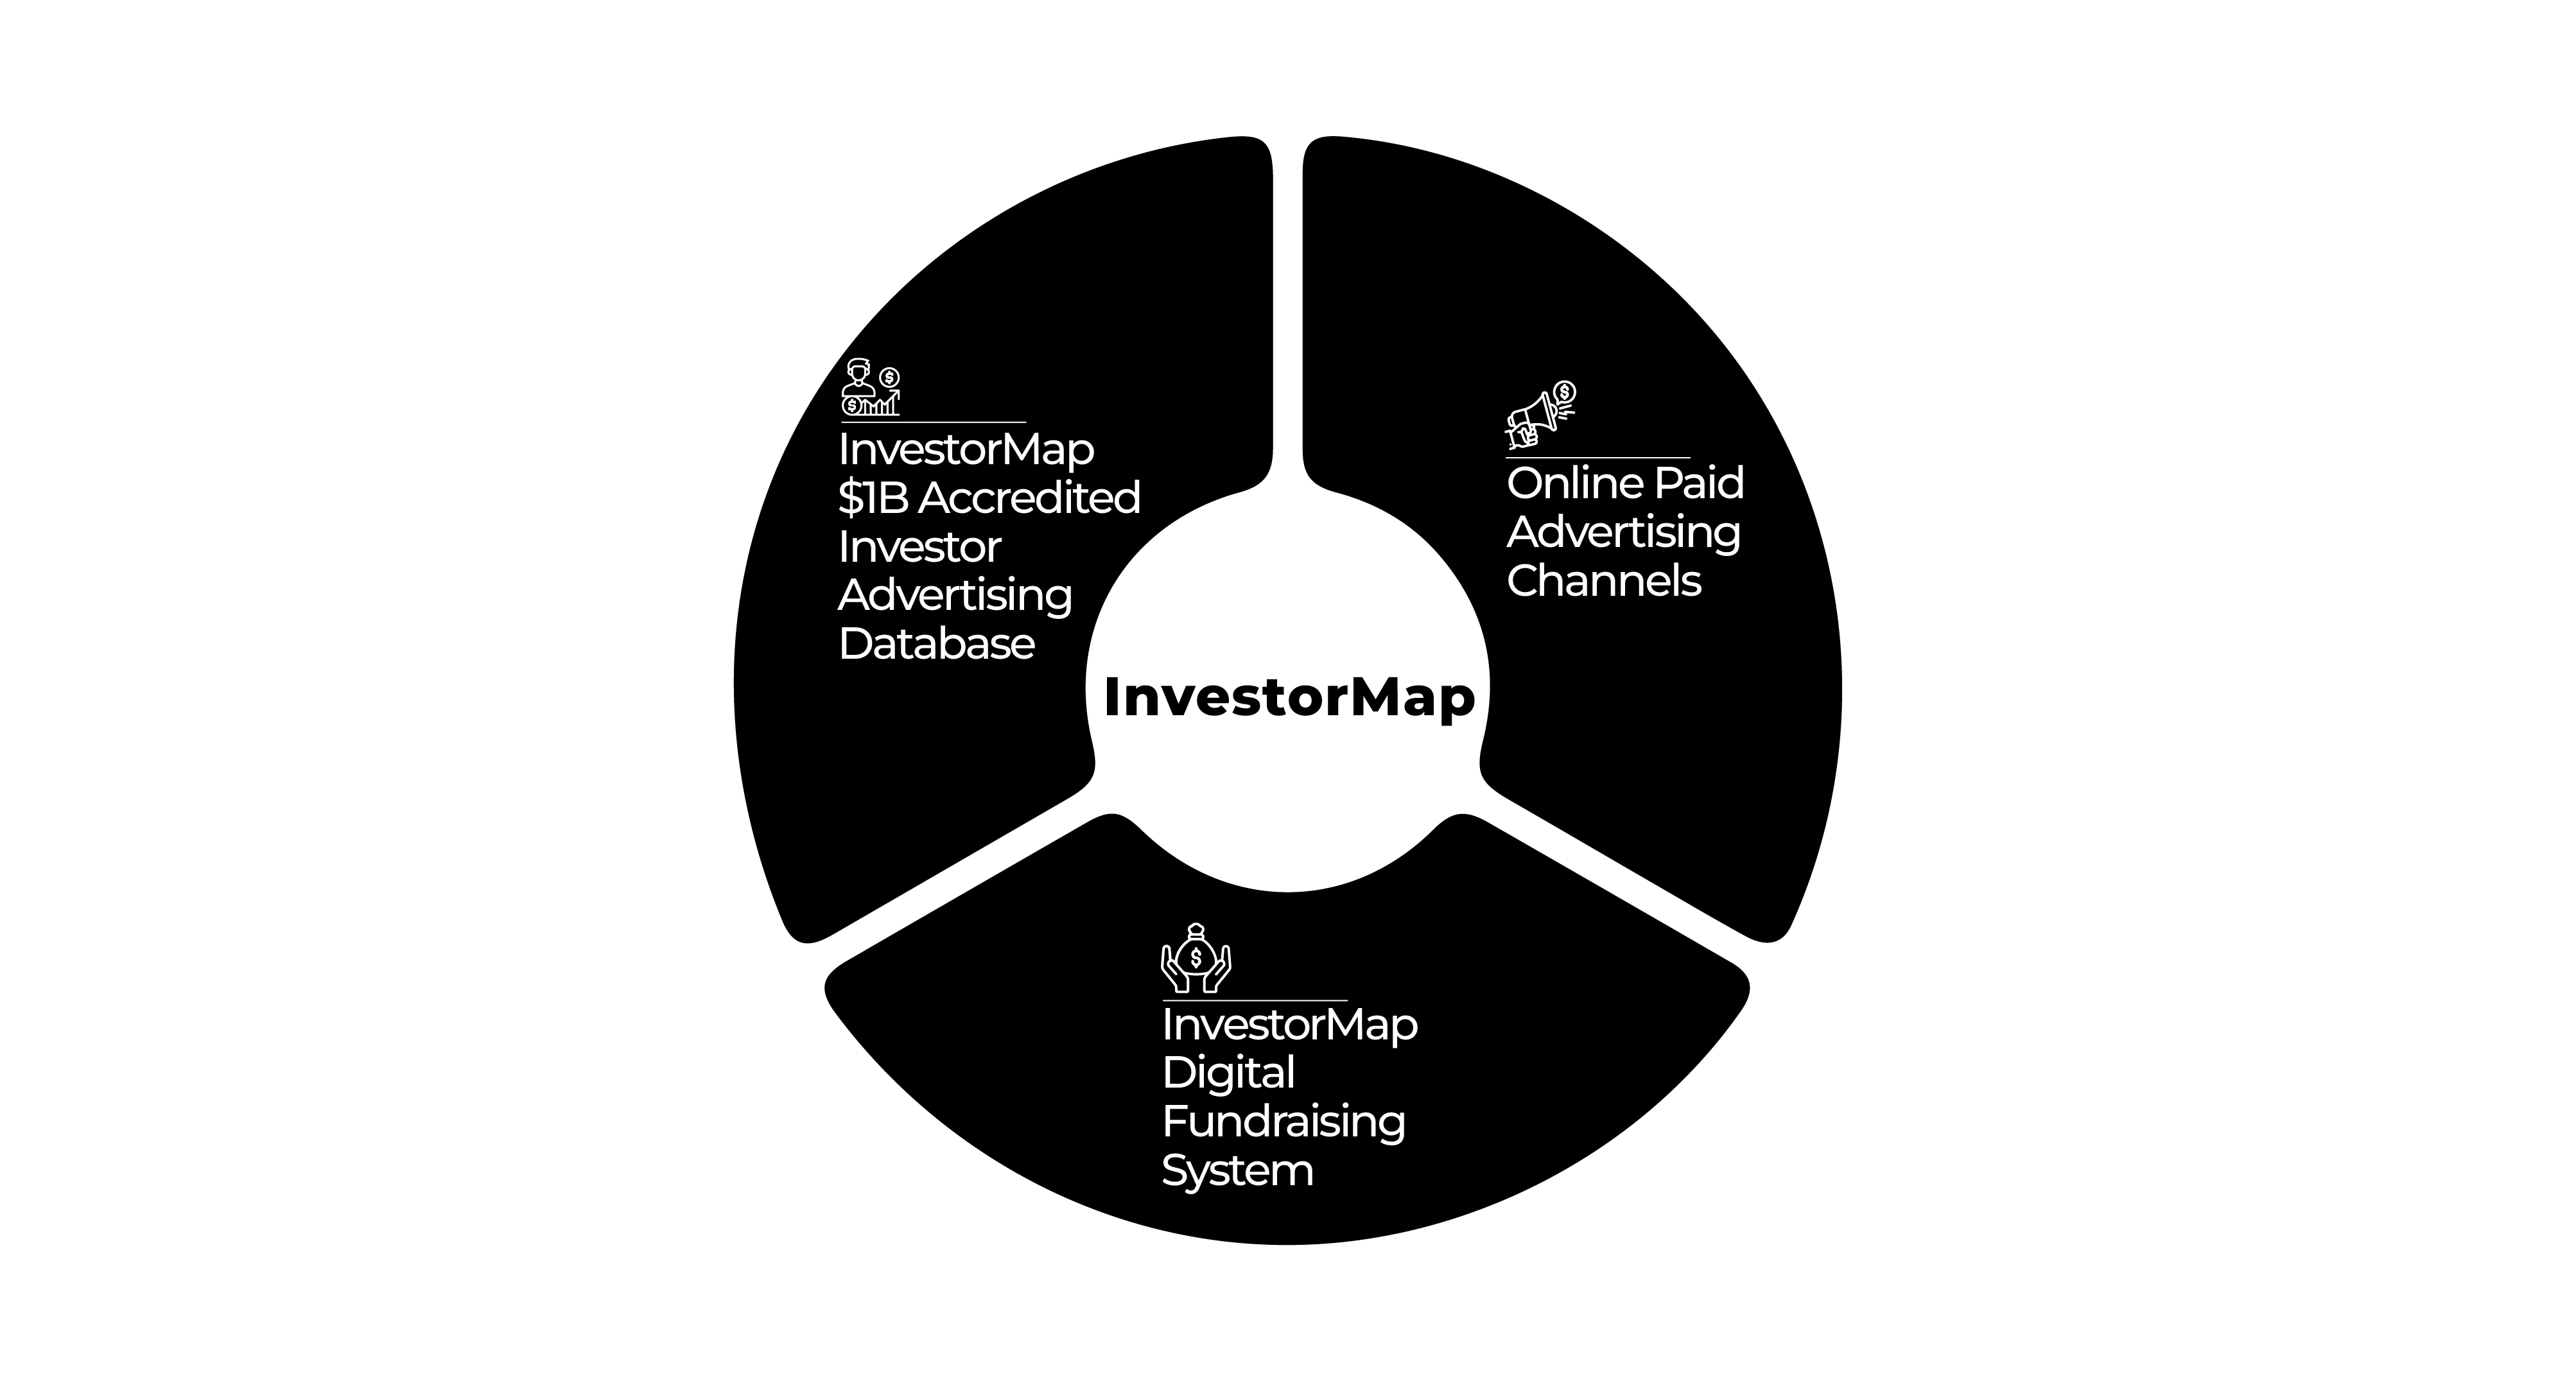 InvestorMap
$1B Accredited
Investor
Advertising
Database
Online Paid
Advertising
Channels
InvestorMap
InvestorMap
Digital
Fundraising
System